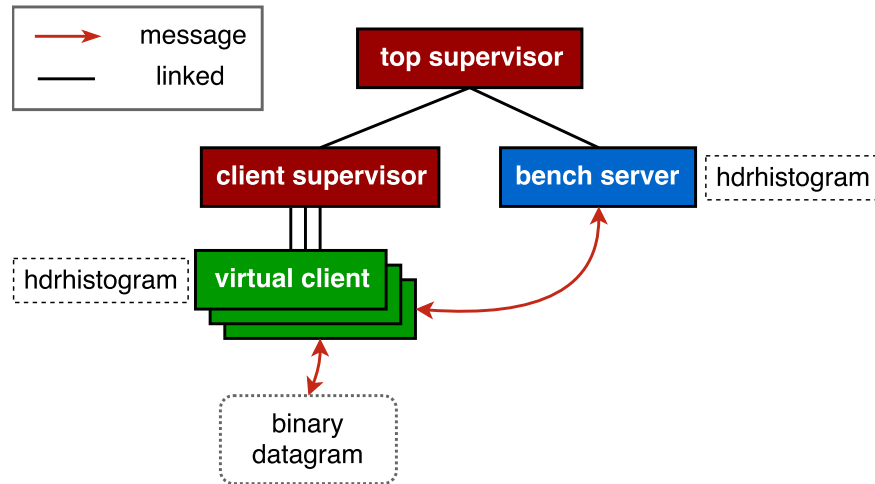 message
linked
top supervisor
client supervisor
bench server
hdrhistogram
hdrhistogram
virtual client
binary
datagram